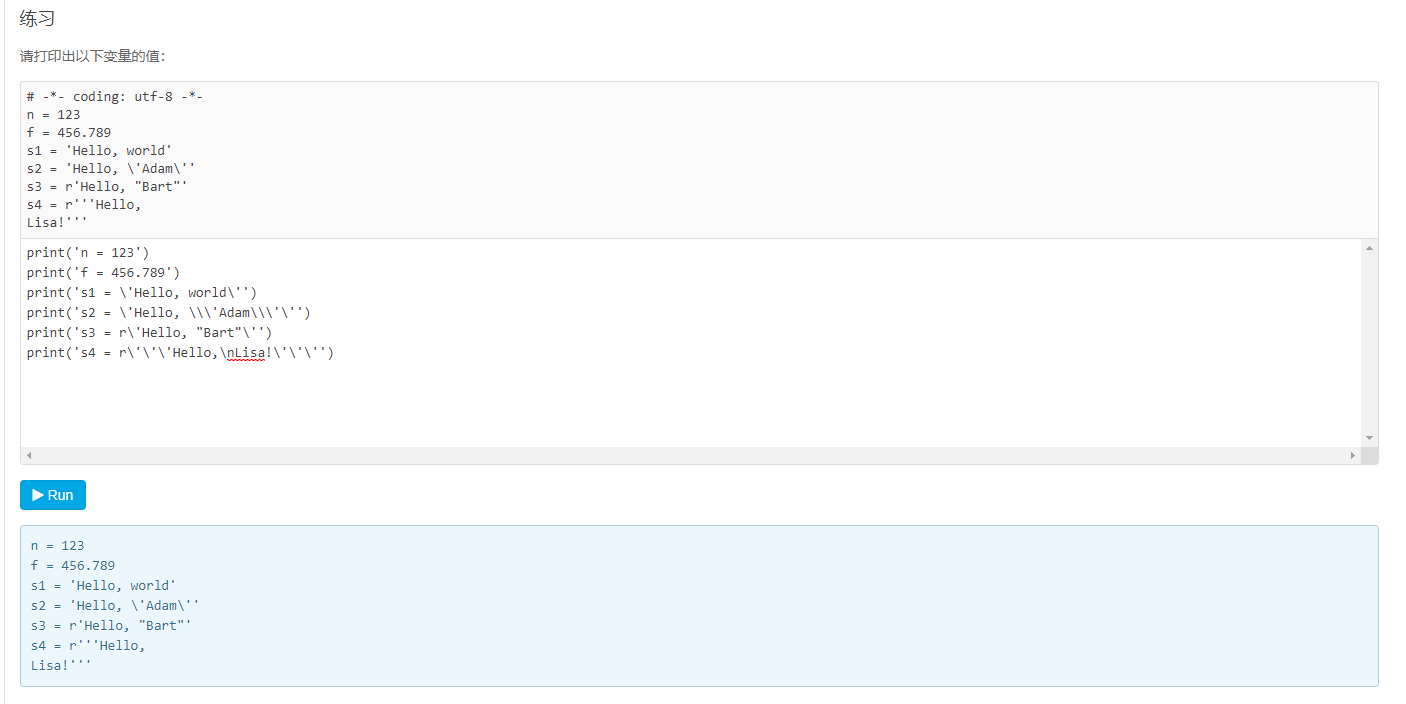 练习
请打印出以下变量的值：
# -*- coding: utf-8 -*-
n = 123
f = 456.789
s1 = 'Hello, world'
s2 = 'Hello, \'Adam\''
s3 = r'Hello, "Bart"'
s4 = r'''Hello,
Lisa!'''
print('n = 123')
print('f = 456.789')
print('s1 = \'Hello, world\'')
print('s2 = \'Hello, \\\'Adam\\\'\'')
print('s3 = r\'Hello, "Bart"\'')
print('s4 = r\'\'\'Hello,\nLisa!\'\'\'')
Run
n = 123
f = 456.789
s1 = 'Hello, world'
s2 = 'Hello, \'Adam\''
s3 = r'Hello, "Bart"'
s4 = r'''Hello,
Lisa!'''